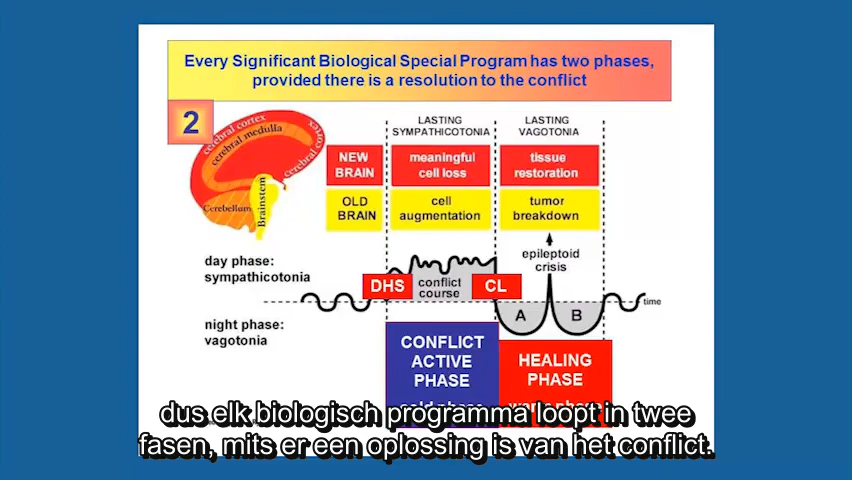 Every Significant Biological Special Program has two phases,
provided there is a resolution to the conflict
2
cerebral cortex
cerebral cortex
cerebral medulla
Cerebellum
Brainstem
LASTING
SYMPATHICOTONIA
LASTING
VAGOTONIA
NEW
BRAIN
meaningful
cell loss
tissue
restoration
OLD
BRAIN
cell
augmentation
tumor
breakdown
day phase:
sympathicotonia
epileptoid
crisis
DHS
conflict
course
CL
time
A
B
night phase:
vagotonia
CONFLICT
ACTIVE
PHASE
HEALING
PHASE
dus elk biologisch programma loopt in twee
fasen, mits er een oplossing is van het conflict.